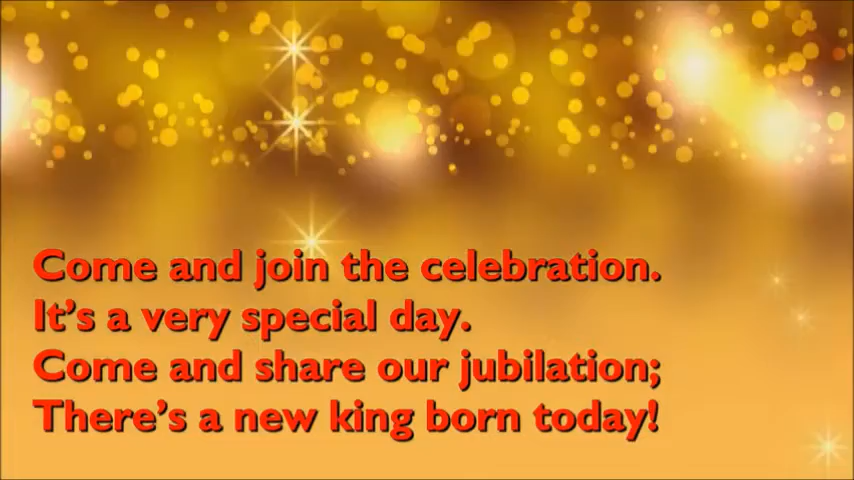 Come and join the celebration.
It’s a very special day.
Come and share our jubilation;
There’s a new king born today!